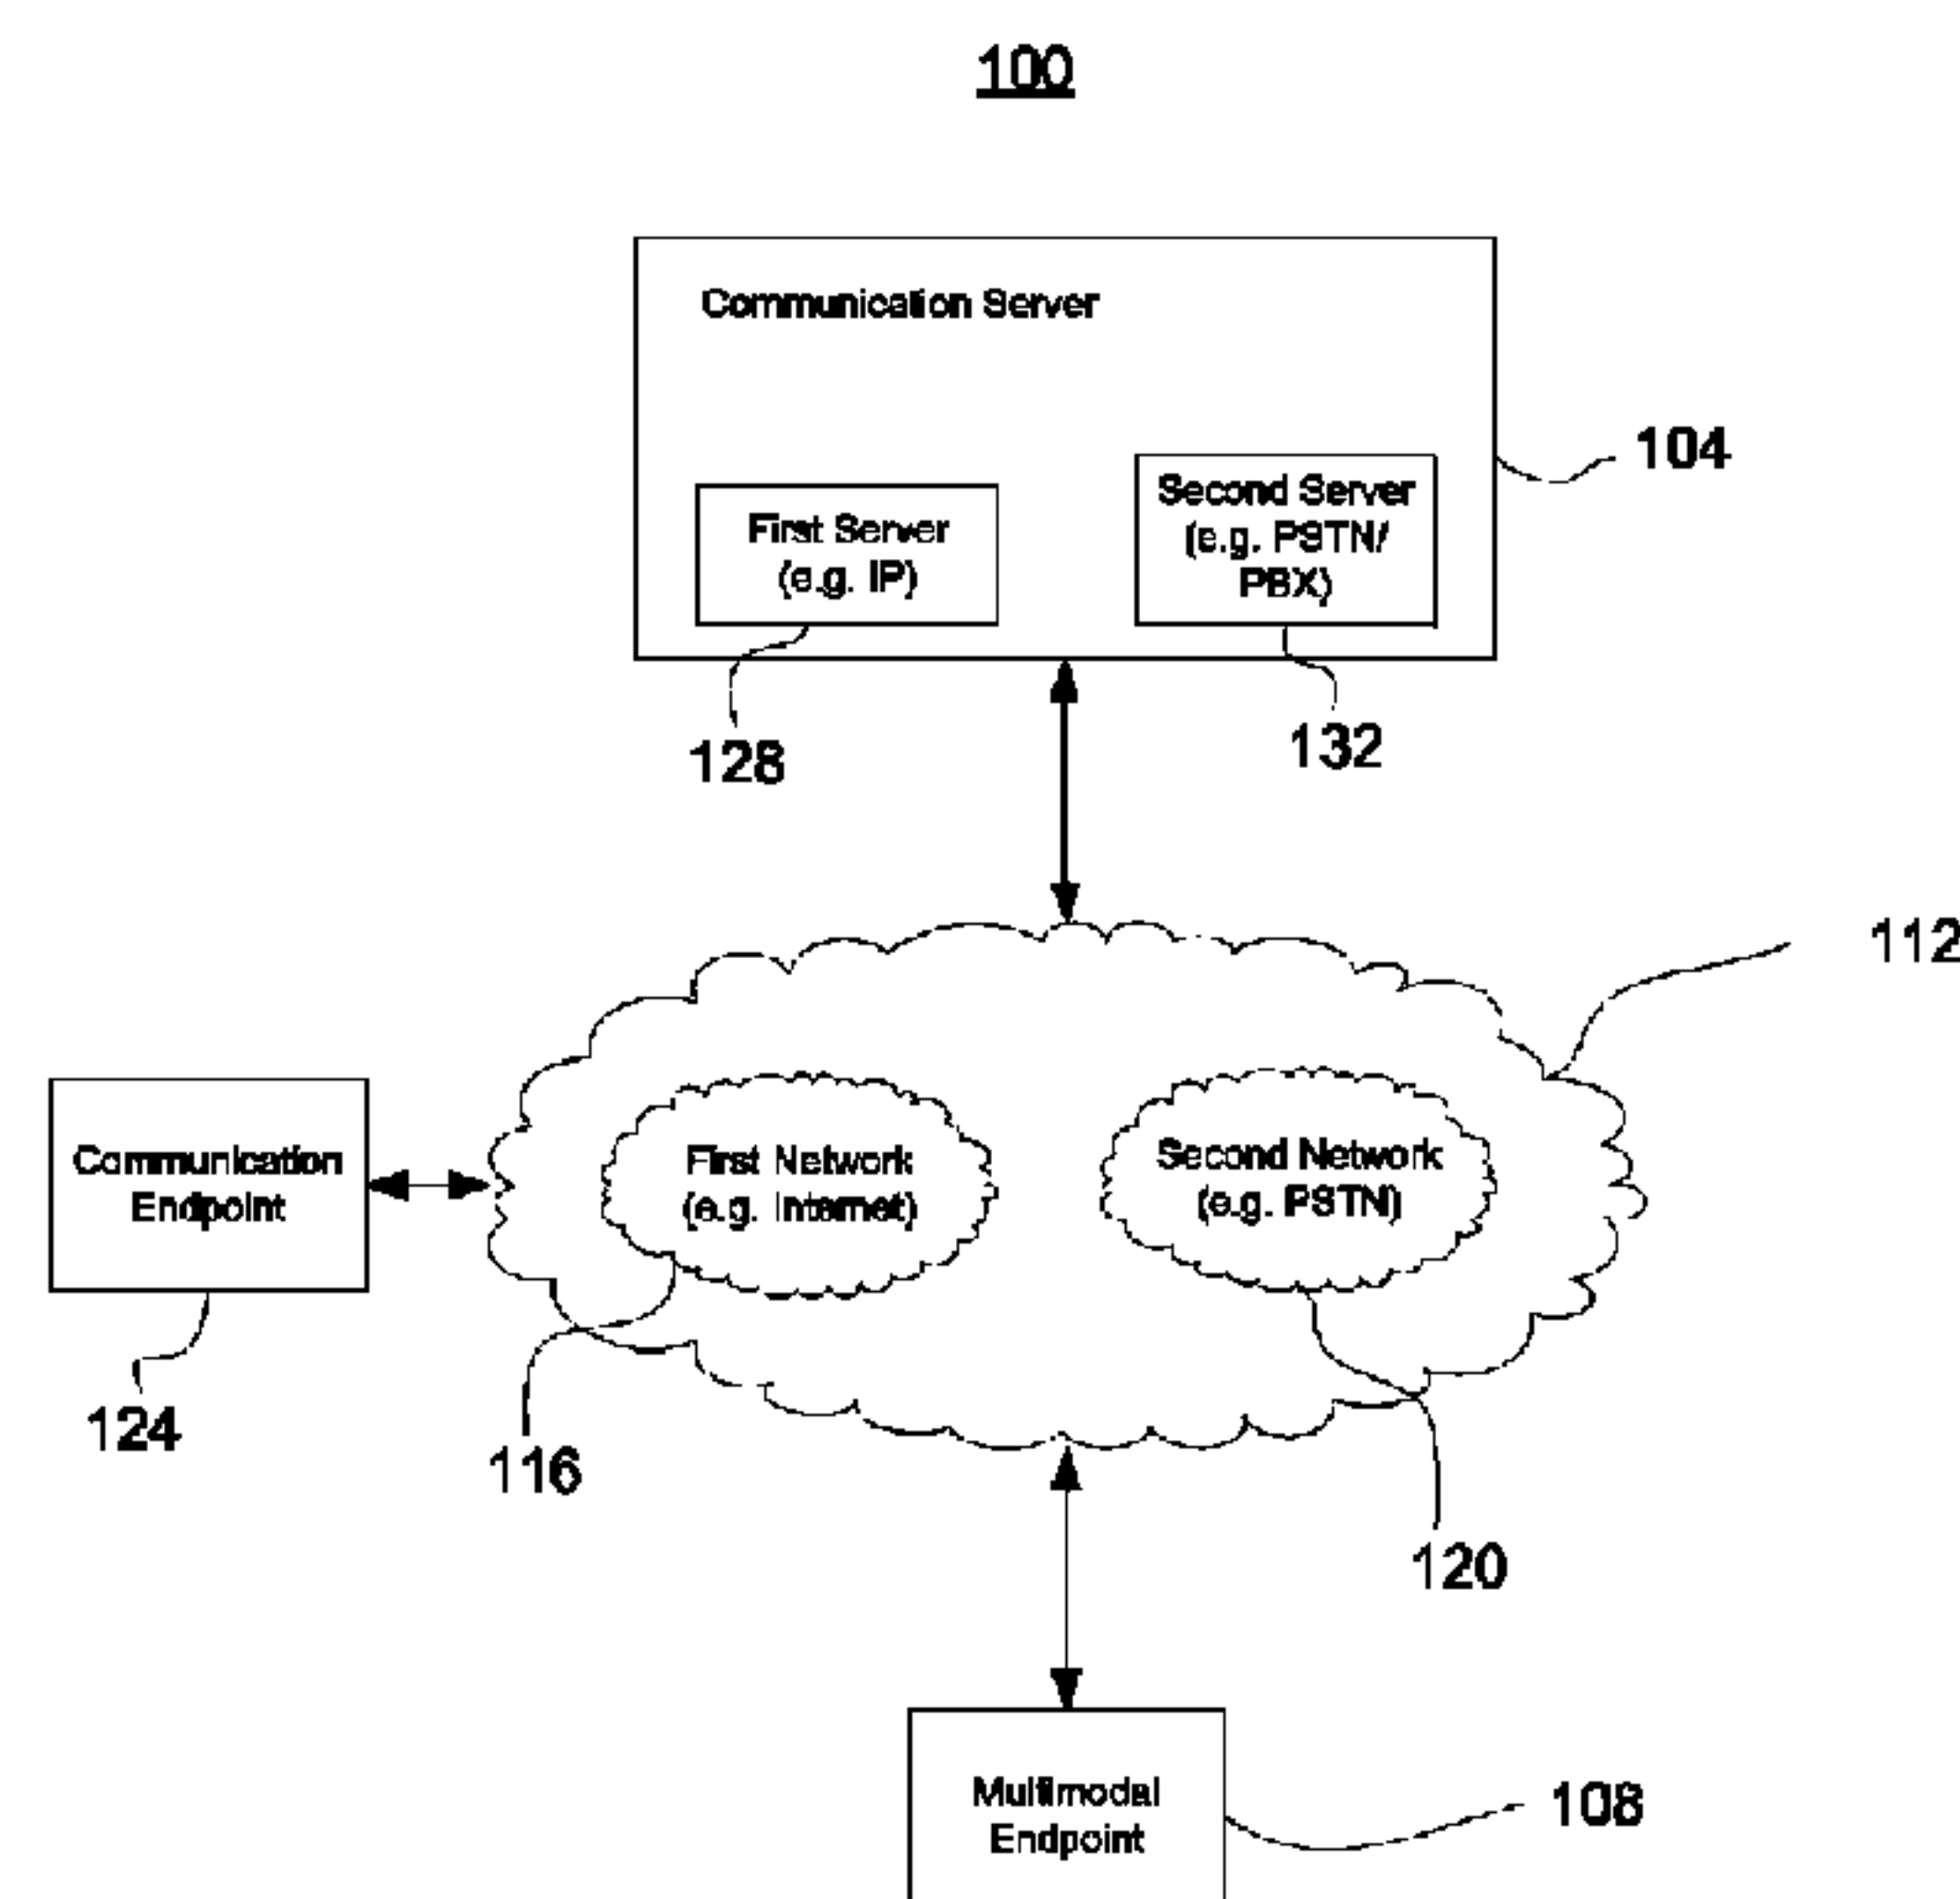 100
Communication Server
104
First Server
(e.g. IP)
Second Server
(e.g. PSTN/
PBX)
128
132
112
Communication
Endpoint
First Network
(e.g. Internet)
Second Network
(e.g. PSTN)
124
116
120
Multimodal
Endpoint
108